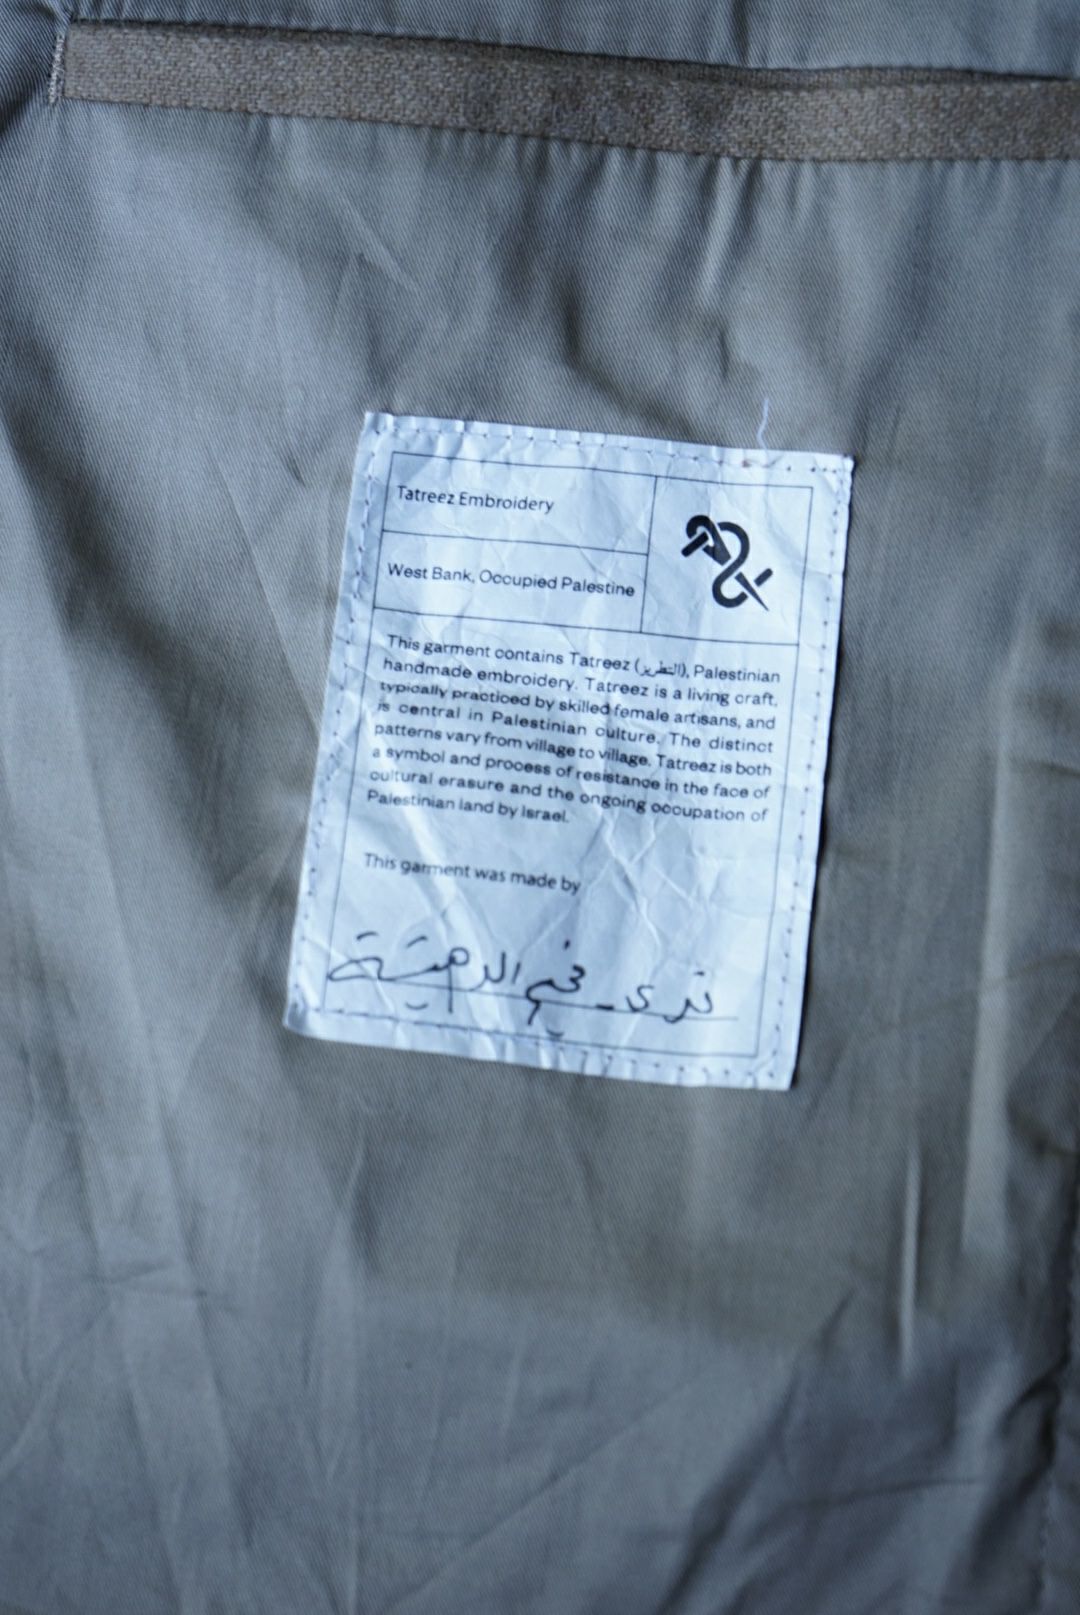 Tatreez Embroidery
West Bank, Occupied Palestine
This garment contains Tatreez (التطريز), Palestinian
handmade embroidery. Tatreez is a living craft,
typically practiced by skilled female artisans, and
is central in Palestinian culture. The distinct
patterns vary from village to village. Tatreez is both
a symbol and process of resistance in the face of
cultural erasure and the ongoing occupation of
Palestinian land by Israel.
This garment was made by